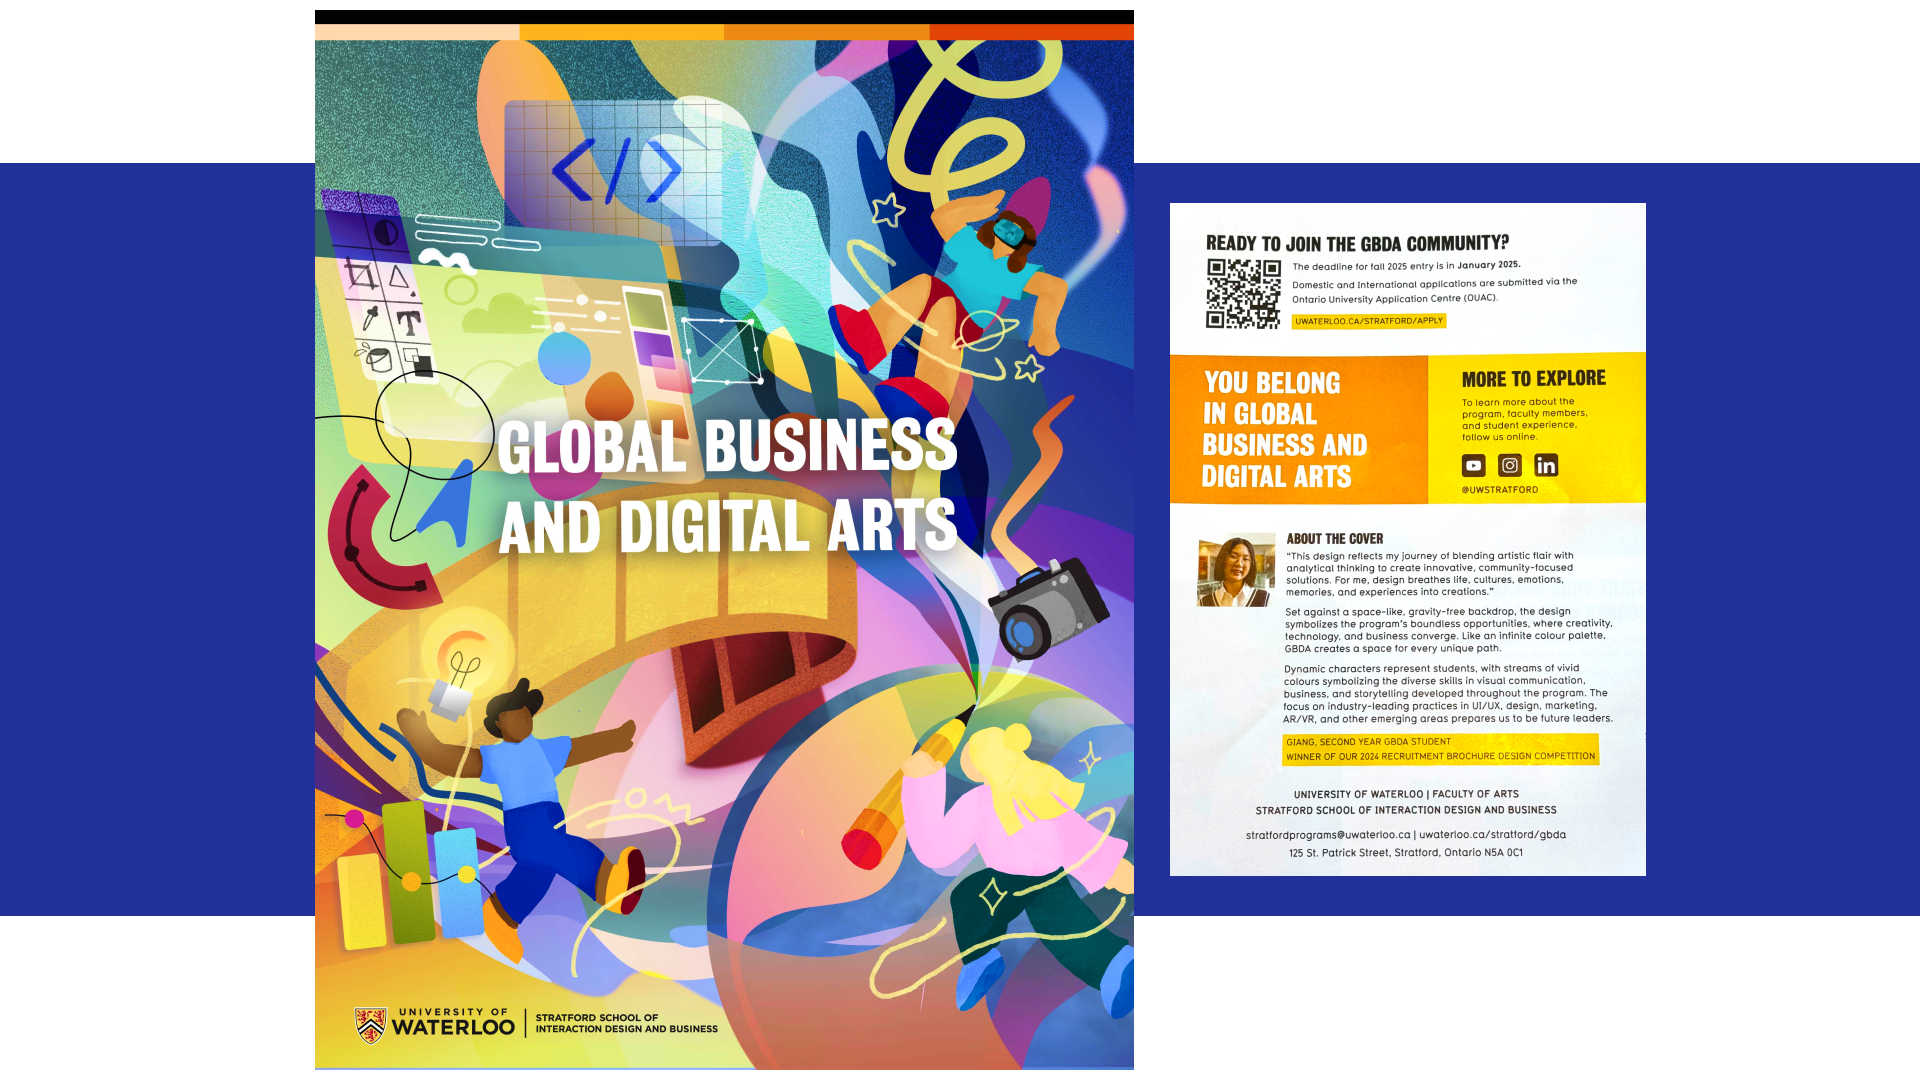 </>
T
GLOBAL BUSINESS
AND DIGITAL ARTS
UNIVERSITY OF
WATERLOO
STRATFORD SCHOOL OF
INTERACTION DESIGN AND BUSINESS
READY TO JOIN THE GBDA COMMUNITY?
The deadline for fall 2025 entry is in January 2025.
Domestic and International applications are submitted via the
Ontario University Application Centre (OUAC).
UWATERLOO.CA/STRATFORD/APPLY
YOU BELONG
IN GLOBAL
BUSINESS AND
DIGITAL ARTS
MORE TO EXPLORE
To learn more about the
program, faculty members,
and student experience,
follow us online.
in
@UWSTRATFORD
ABOUT THE COVER
"This design reflects my journey of blending artistic flair with
analytical thinking to create innovative, community-focused
solutions. For me, design breathes life, cultures, emotions,
memories, and experiences into creations."
Set against a space-like, gravity-free backdrop, the design
symbolizes the program's boundless opportunities, where creativity,
technology, and business converge. Like an infinite colour palette,
GBDA creates a space for every unique path.
Dynamic characters represent students, with streams of vivid
colours symbolizing the diverse skills in visual communication,
business, and storytelling developed throughout the program. The
focus on industry-leading practices in UI/UX, design, marketing,
AR/VR, and other emerging areas prepares us to be future leaders.
GIANG, SECOND YEAR GBDA STUDENT
WINNER OF OUR 2024 RECRUITMENT BROCHURE DESIGN COMPETITION
UNIVERSITY OF WATERLOO | FACULTY OF ARTS
STRATFORD SCHOOL OF INTERACTION DESIGN AND BUSINESS
stratfordprograms@uwaterloo.ca | uwaterloo.ca/stratford/gbda
125 St. Patrick Street, Stratford, Ontario N5A 0C1